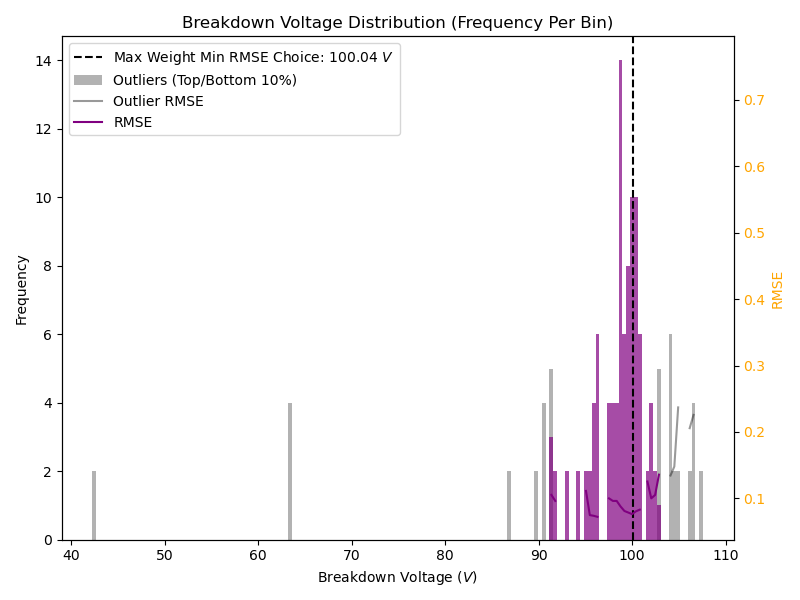 Breakdown Voltage Distribution (Frequency Per Bin)
Max Weight Min RMSE Choice: 100.04 V
Outliers (Top/Bottom 10%)
Outlier RMSE
RMSE
14
12
10
8
6
4
2
0
Frequency
0.7
0.6
0.5
0.4
0.3
0.2
0.1
RMSE
40 50 60 70 80 90 100 110
Breakdown Voltage (V)